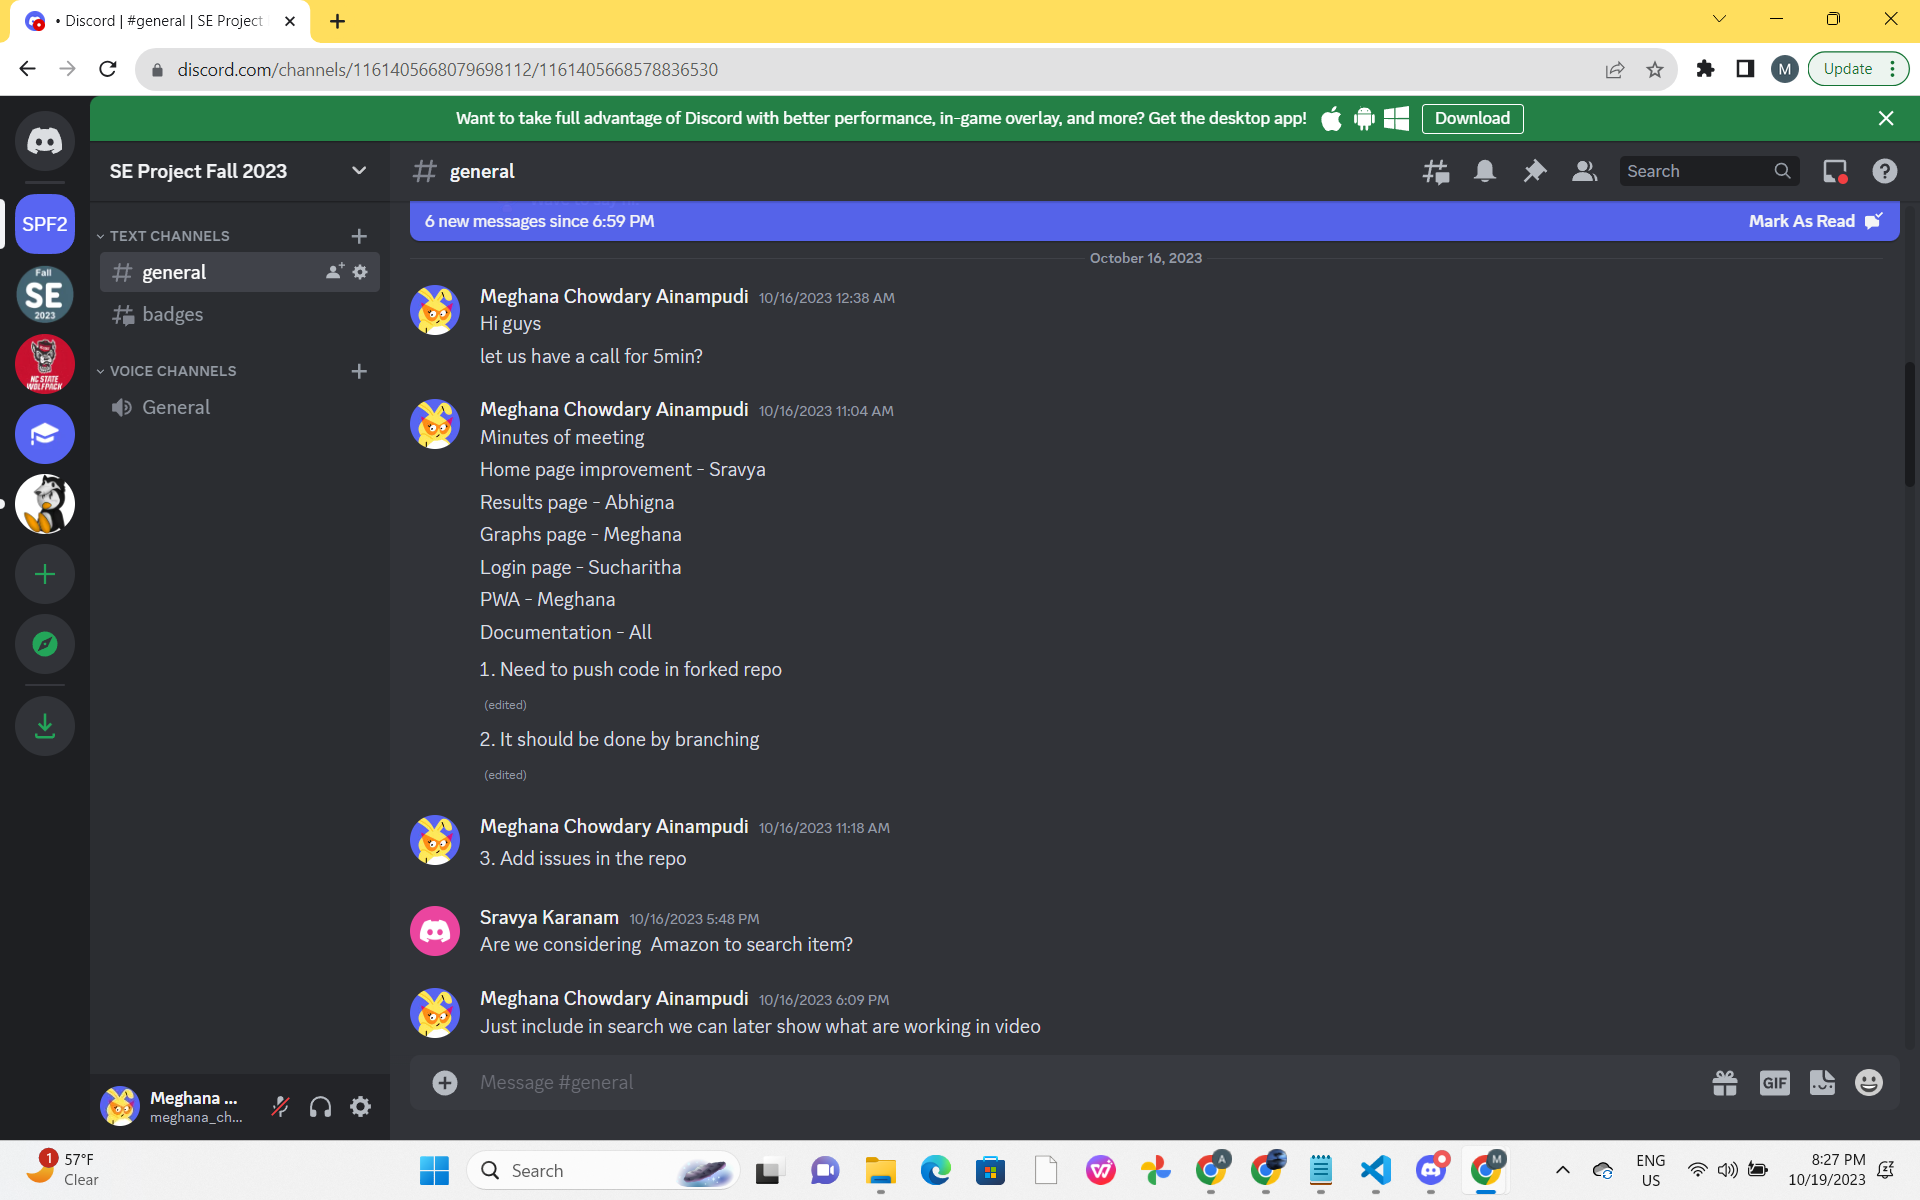 • Discord | #general | SE Project
discord.com/channels/1161405668079698112/1161405668578836530
M
Update
Want to take full advantage of Discord with better performance, in-game overlay, and more? Get the desktop app!
Download
SE Project Fall 2023
general
Search
SPF2
6 new messages since 6:59 PM
Mark As Read
TEXT CHANNELS
general
badges
VOICE CHANNELS
General
Fall
SE
2023
NC STATE
WOLFPACK
October 16, 2023
Meghana Chowdary Ainampudi 10/16/2023 12:38 AM
Hi guys
let us have a call for 5min?
Meghana Chowdary Ainampudi 10/16/2023 11:04 AM
Minutes of meeting
Home page improvement - Sravya
Results page - Abhigna
Graphs page - Meghana
Login page - Sucharitha
PWA - Meghana
Documentation - All
1. Need to push code in forked repo
(edited)
2. It should be done by branching
(edited)
Meghana Chowdary Ainampudi 10/16/2023 11:18 AM
3. Add issues in the repo
Sravya Karanam 10/16/2023 5:48 PM
Are we considering Amazon to search item?
Meghana Chowdary Ainampudi 10/16/2023 6:09 PM
Just include in search we can later show what are working in video
Message #general
GIF
Meghana ...
meghana_ch...
1
57°F
Clear
Search
A
M
ENG
US
8:27 PM
10/19/2023